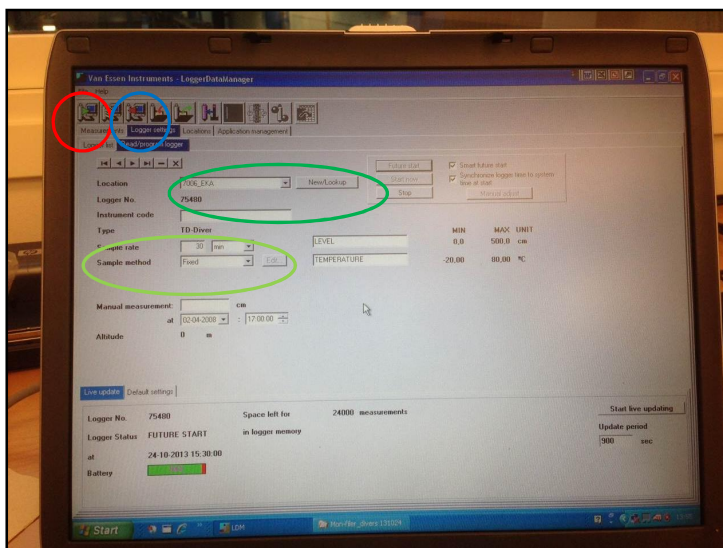 Van Essen Instruments - LoggerDataManager
Help
Measurements Logger settings Locations Application management
Logger list Read/program logger
Location 7006_EKA New/Lookup
Future start
Smart future start
Start now
Synchronize logger time to system time at start
Stop
Manual adjust
Logger No. 75480
Instrument code
Type TD-Diver
MIN MAX UNIT
Sample rate 30 min
LEVEL 0,0 500,0 cm
Sample method Fixed Edit
TEMPERATURE -20,00 80,00 ºC
Manual measurement: cm
at 02-04-2008 : 17:00:00
Altitude 0 m
Live update Default settings
Logger No. 75480
Space left for 24000 measurements
in logger memory
Start live updating
Logger Status FUTURE START
Update period
900 sec
at 24-10-2013 15:30:00
Battery
Start
LDM